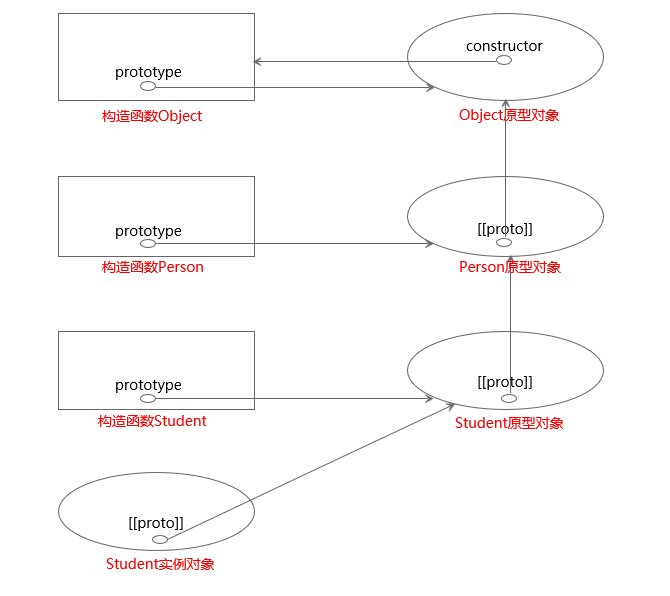 constructor
prototype
构造函数Object
Object原型对象
prototype
[[proto]]
构造函数Person
Person原型对象
prototype
[[proto]]
构造函数Student
Student原型对象
[[proto]]
Student实例对象